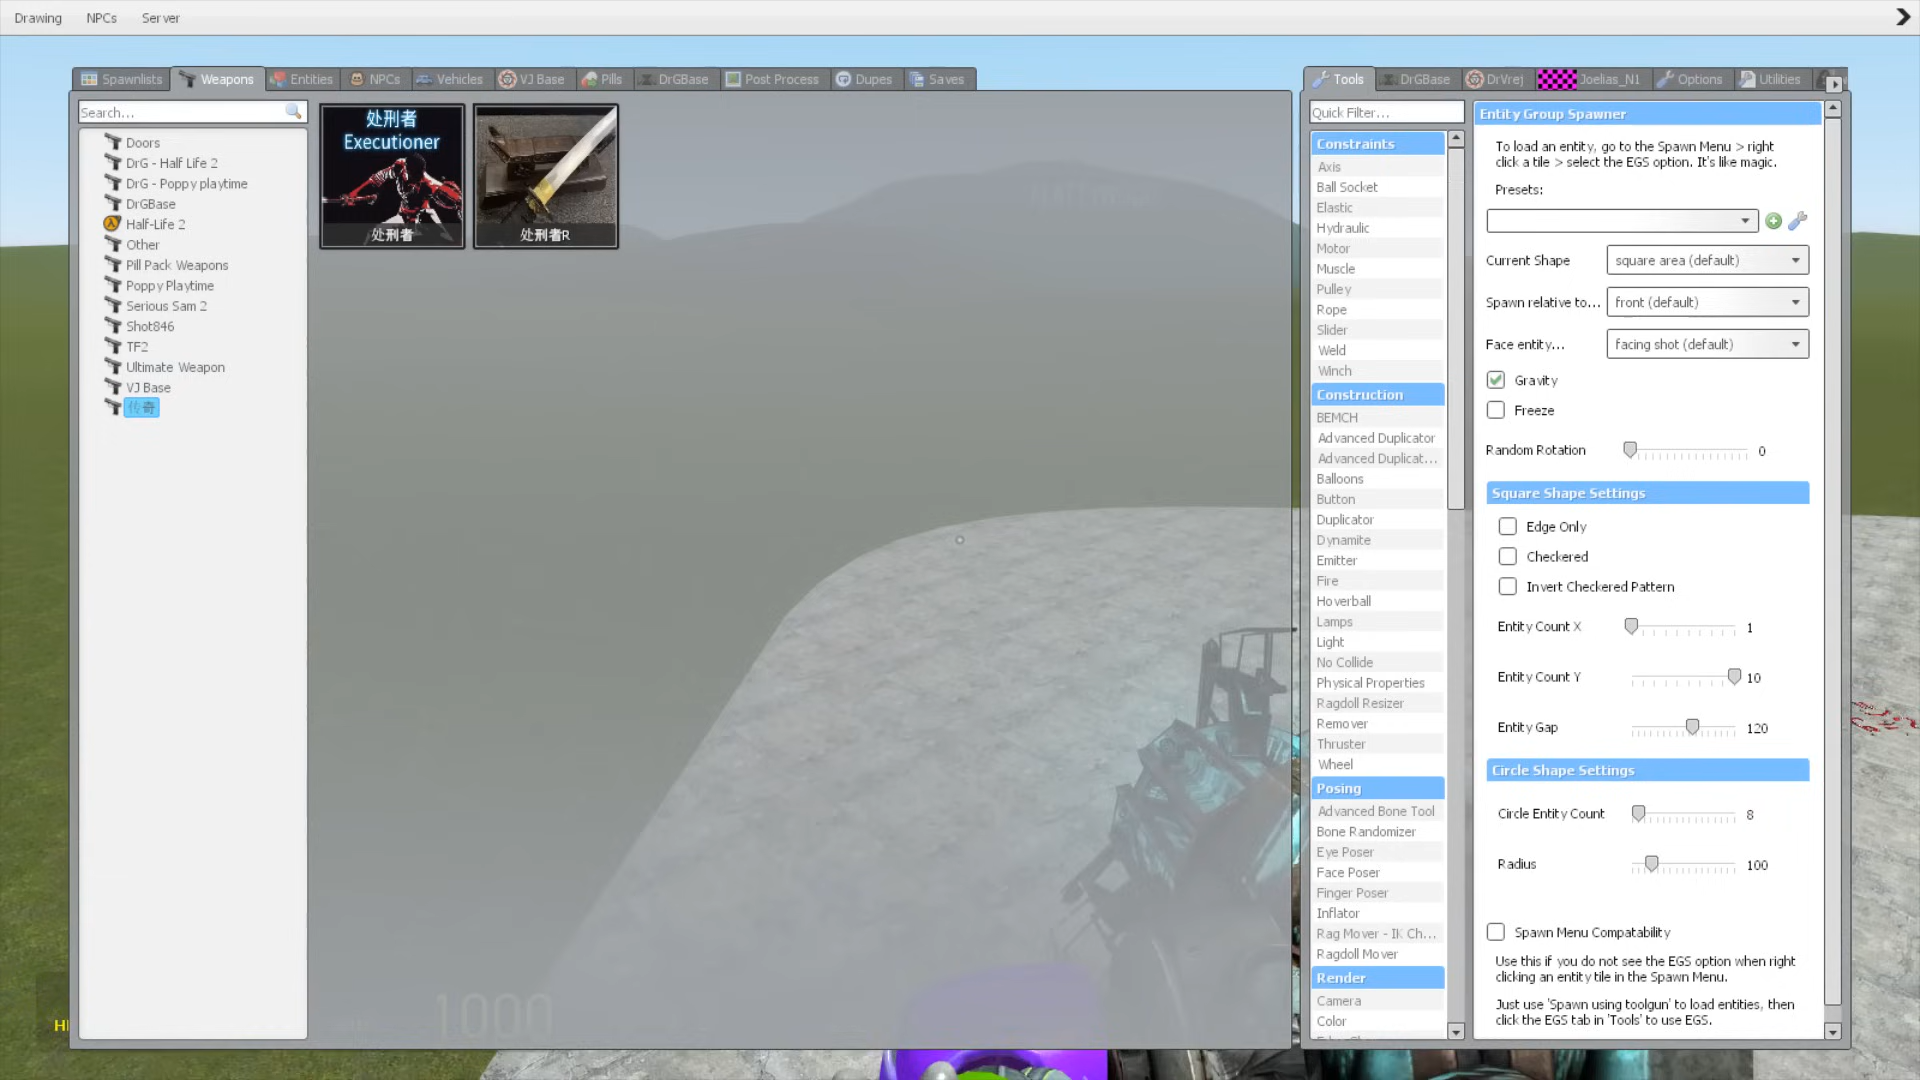 Drawing NPCs Server
Spawnlists Weapons Entities NPCs Vehicles VJ Base Pills DrGBase Post Process Dupes Saves
Search...
Doors
DrG - Half Life 2
DrG - Poppy playtime
DrGBase
Half-Life 2
Other
Pill Pack Weapons
Poppy Playtime
Serious Sam 2
Shot846
TF2
Ultimate Weapon
VJ Base
传奇
处刑者
Executioner
处刑者
处刑者R
1000
Tools DrGBase DrVrej Joelias_N1 Options Utilities
Quick Filter...
Constraints
Axis
Ball Socket
Elastic
Hydraulic
Motor
Muscle
Pulley
Rope
Slider
Weld
Winch
Construction
BEMCH
Advanced Duplicator
Advanced Duplicat...
Balloons
Button
Duplicator
Dynamite
Emitter
Fire
Hoverball
Lamps
Light
No Collide
Physical Properties
Ragdoll Resizer
Remover
Thruster
Wheel
Posing
Advanced Bone Tool
Bone Randomizer
Eye Poser
Face Poser
Finger Poser
Inflator
Rag Mover - IK Ch...
Ragdoll Mover
Render
Camera
Color
Entity Group Spawner
To load an entity, go to the Spawn Menu > right
click a tile > select the EGS option. It's like magic.
Presets:
Current Shape square area (default)
Spawn relative to... front (default)
Face entity... facing shot (default)
Gravity
Freeze
Random Rotation 0
Square Shape Settings
Edge Only
Checkered
Invert Checkered Pattern
Entity Count X 1
Entity Count Y 10
Entity Gap 120
Circle Shape Settings
Circle Entity Count 8
Radius 100
Spawn Menu Compatability
Use this if you do not see the EGS option when right
clicking an entity tile in the Spawn Menu.
Just use 'Spawn using toolgun' to load entities, then
click the EGS tab in 'Tools' to use EGS.